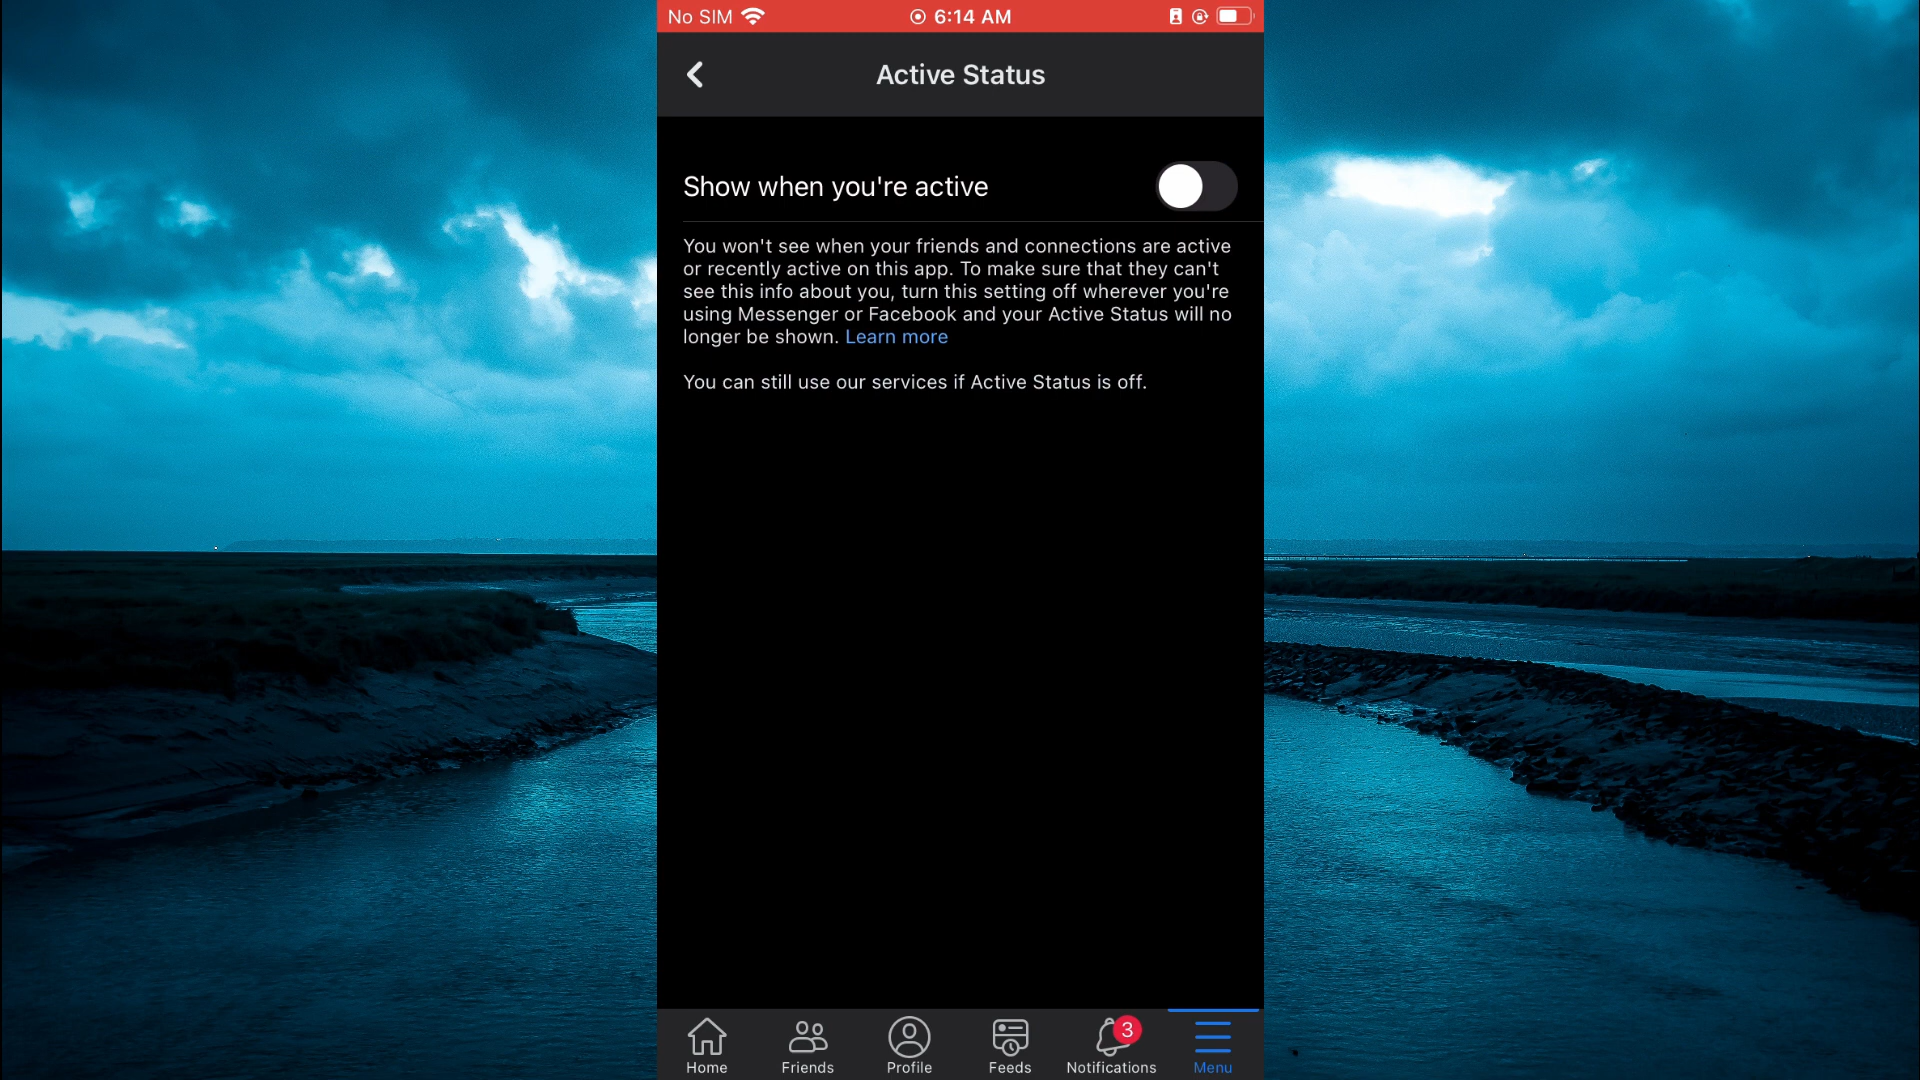 No SIM 6:14 AM
Active Status
Show when you're active
You won't see when your friends and connections are active
or recently active on this app. To make sure that they can't
see this info about you, turn this setting off wherever you're
using Messenger or Facebook and your Active Status will no
longer be shown. Learn more
You can still use our services if Active Status is off.
3
Home Friends Profile Feeds Notifications Menu